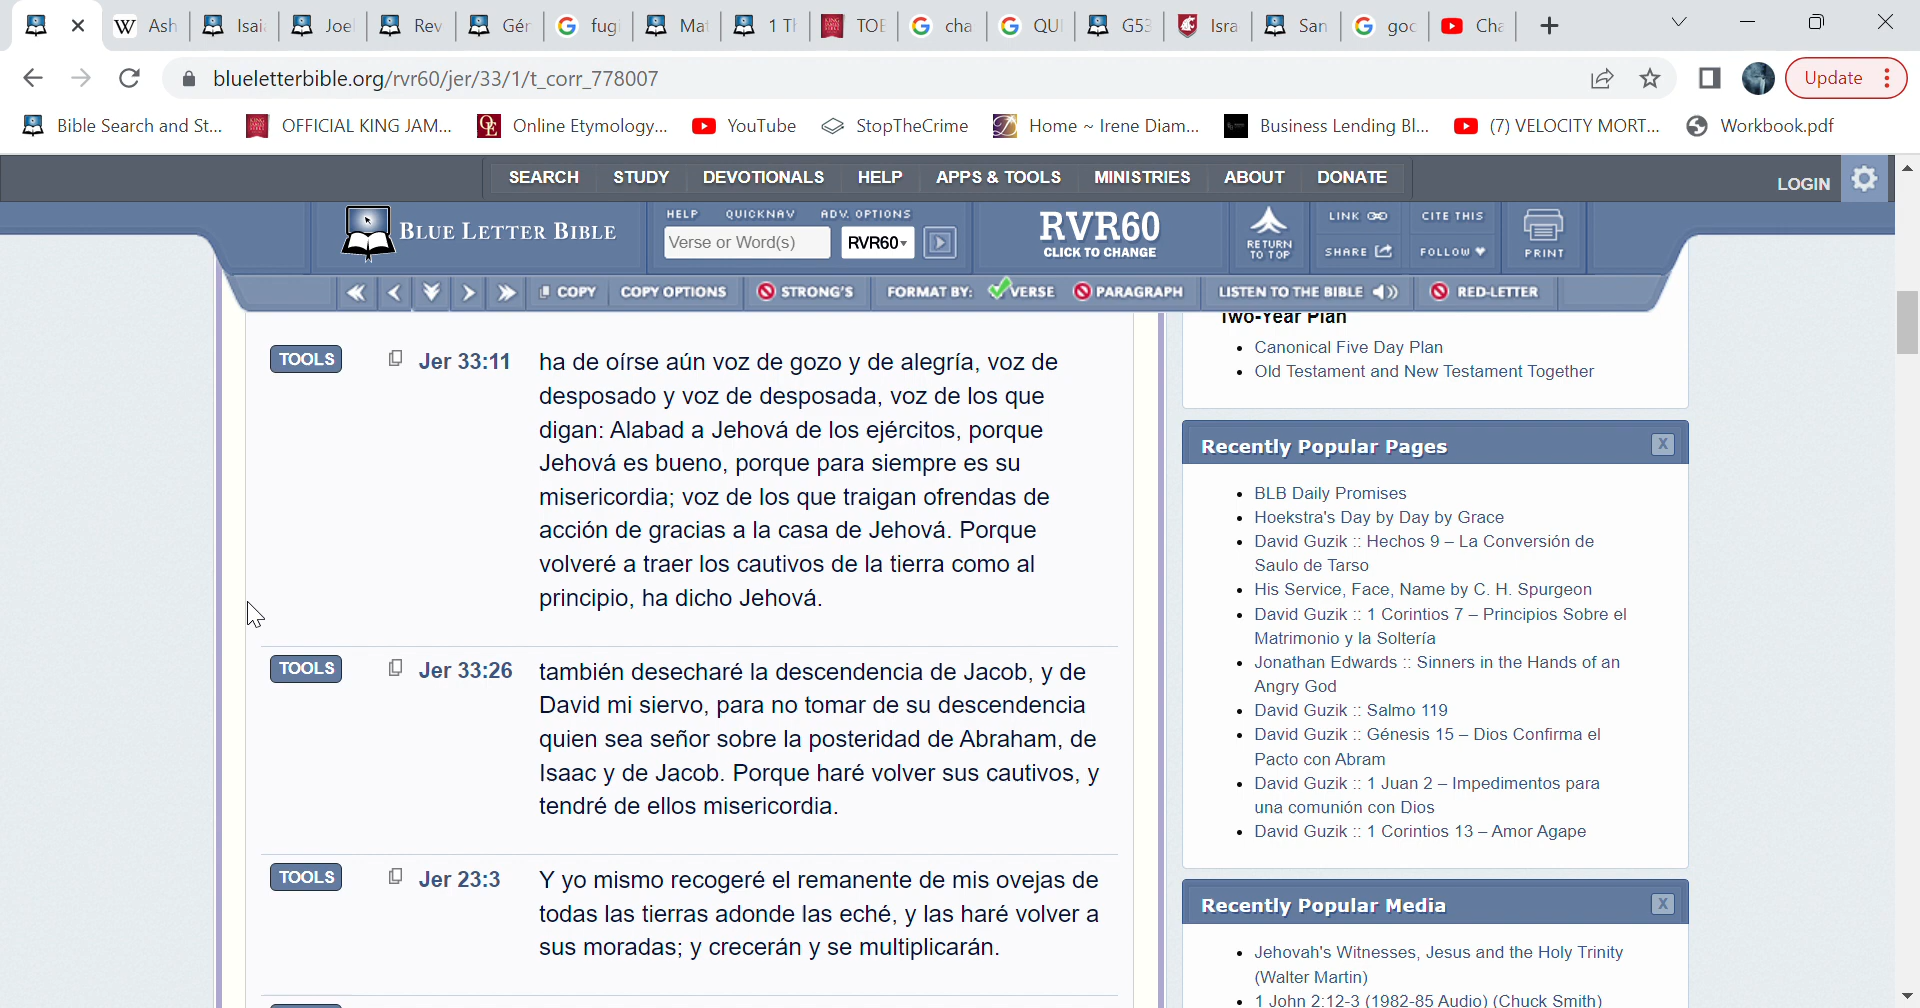 Ash
Isai
Joel
Rev
Gén
fug
Mat
1 Th
TOE
cha
QUI
G53
Isra
San
goo
Cha
blueletterbible.org/rvr60/jer/33/1/t_corr_778007
Update
Bible Search and St...
OFFICIAL KING JAM...
Online Etymology...
YouTube
StopTheCrime
Home ~ Irene Diam...
Business Lending Bl...
(7) VELOCITY MORT...
Workbook.pdf
SEARCH STUDY DEVOTIONALS HELP APPS & TOOLS MINISTRIES ABOUT DONATE
LOGIN
BLUE LETTER BIBLE
HELP QUICKNAV ADV. OPTIONS
Verse or Word(s) RVR60
RVR60
CLICK TO CHANGE
RETURN
TO TOP
LINK
CITE THIS
SHARE
FOLLOW
PRINT
COPY COPY OPTIONS STRONG'S FORMAT BY: VERSE PARAGRAPH LISTEN TO THE BIBLE RED-LETTER
TOOLS
Jer 33:11 ha de oírse aún voz de gozo y de alegría, voz de
desposado y voz de desposada, voz de los que
digan: Alabad a Jehová de los ejércitos, porque
Jehová es bueno, porque para siempre es su
misericordia; voz de los que traigan ofrendas de
acción de gracias a la casa de Jehová. Porque
volveré a traer los cautivos de la tierra como al
principio, ha dicho Jehová.
TOOLS
Jer 33:26 también desecharé la descendencia de Jacob, y de
David mi siervo, para no tomar de su descendencia
quien sea señor sobre la posteridad de Abraham, de
Isaac y de Jacob. Porque haré volver sus cautivos, y
tendré de ellos misericordia.
TOOLS
Jer 23:3 Y yo mismo recogeré el remanente de mis ovejas de
todas las tierras adonde las eché, y las haré volver a
sus moradas; y crecerán y se multiplicarán.
Two-Year Plan
Canonical Five Day Plan
Old Testament and New Testament Together
Recently Popular Pages
X
BLB Daily Promises
Hoekstra's Day by Day by Grace
David Guzik :: Hechos 9 – La Conversión de
Saulo de Tarso
His Service, Face, Name by C. H. Spurgeon
David Guzik :: 1 Corintios 7 – Principios Sobre el
Matrimonio y la Soltería
Jonathan Edwards :: Sinners in the Hands of an
Angry God
David Guzik :: Salmo 119
David Guzik :: Génesis 15 – Dios Confirma el
Pacto con Abram
David Guzik :: 1 Juan 2 – Impedimentos para
una comunión con Dios
David Guzik :: 1 Corintios 13 – Amor Agape
Recently Popular Media
X
Jehovah's Witnesses, Jesus and the Holy Trinity
(Walter Martin)
1 John 2:12-3 (1982-85 Audio) (Chuck Smith)